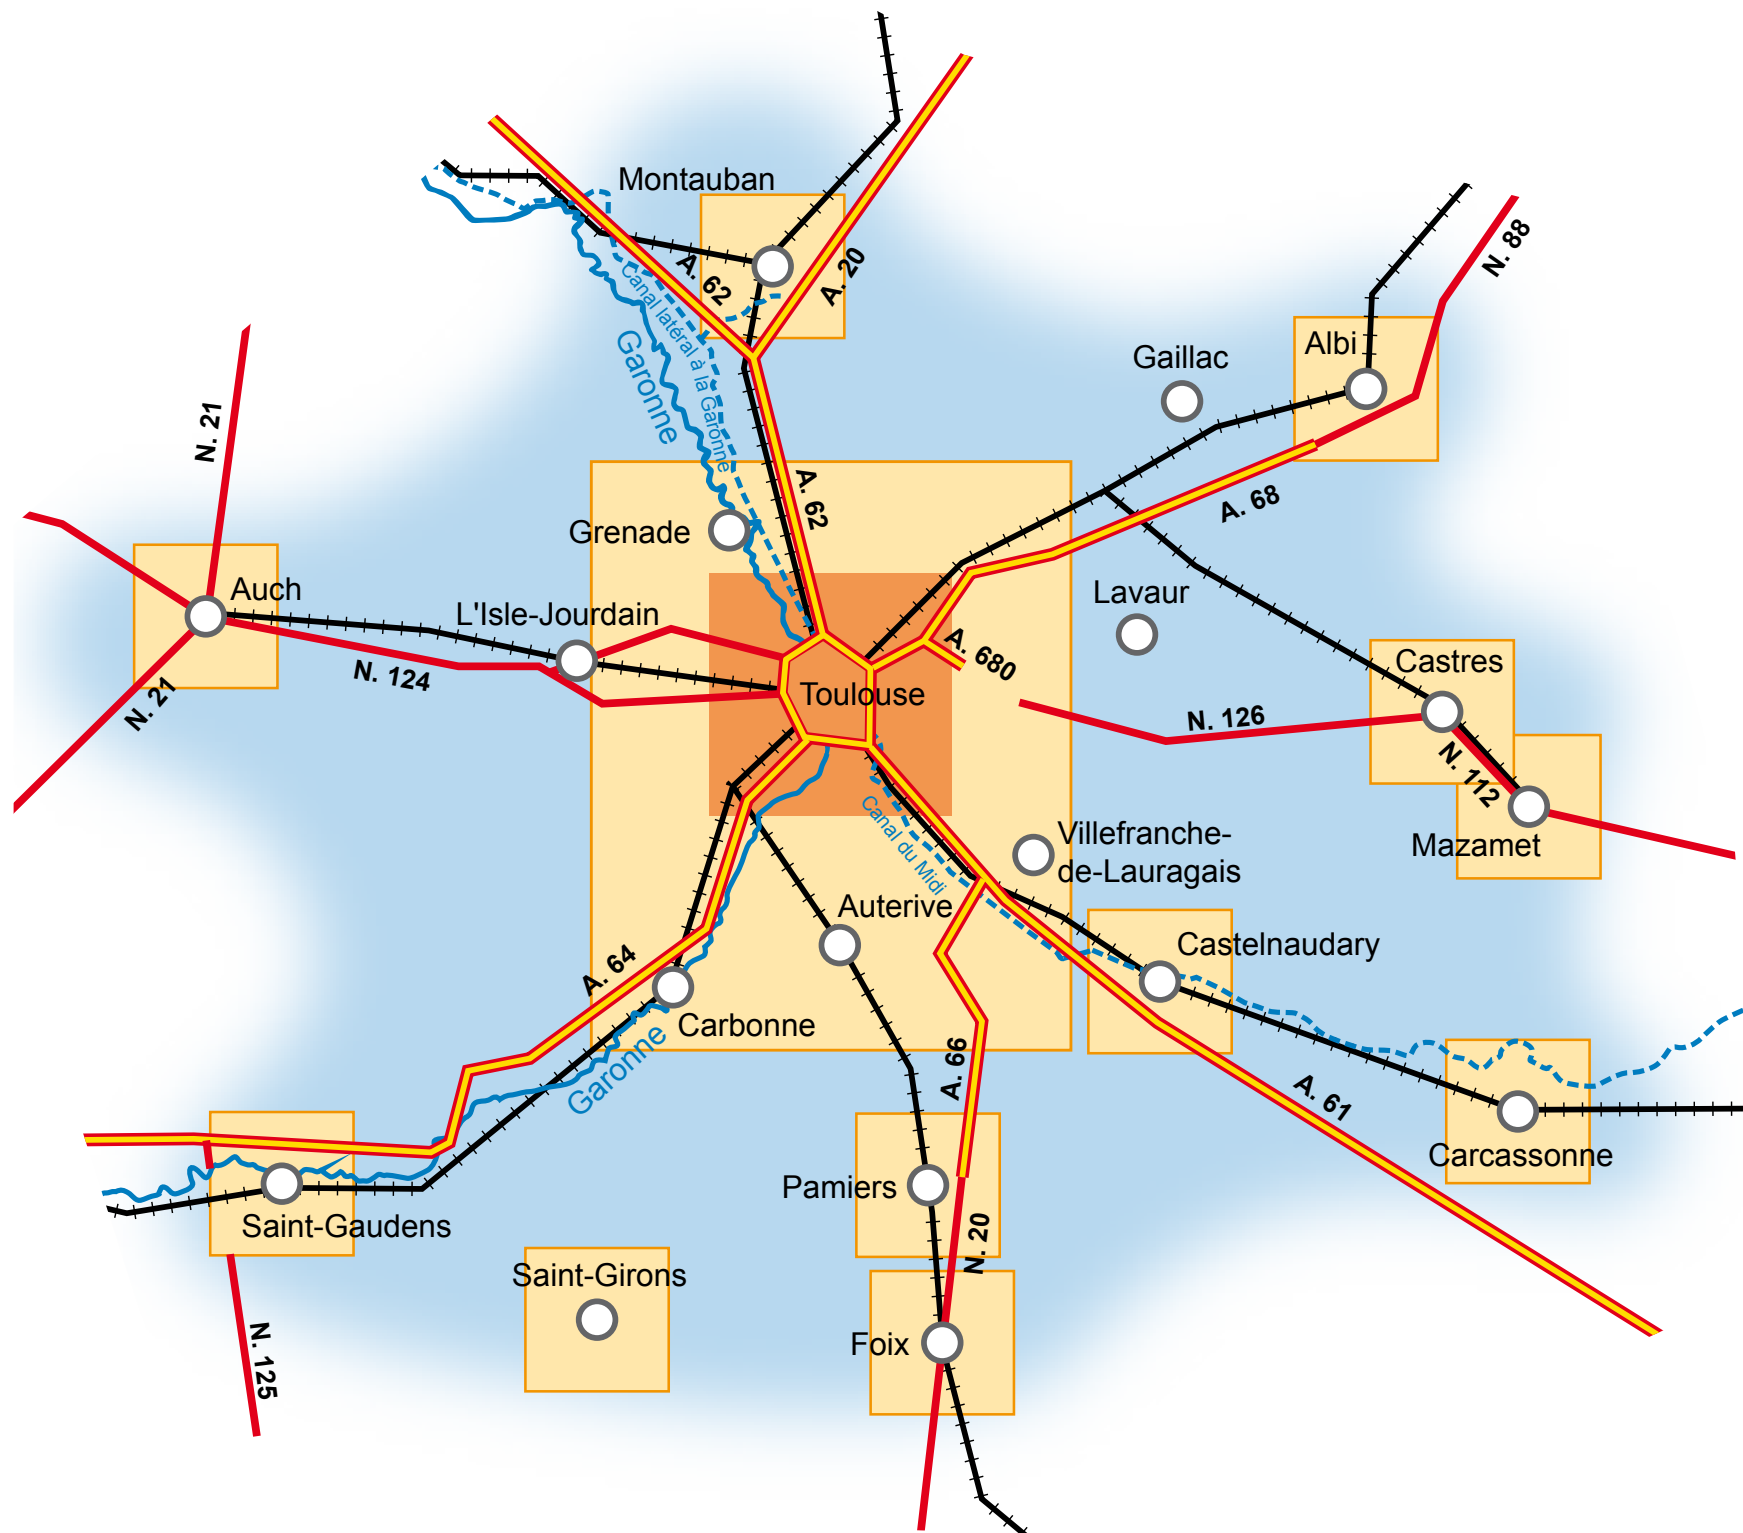 Montauban
A. 62
A. 20
N. 88
Canal latéral à la Garonne
Garonne
Gaillac
Albi
N. 21
A. 62
A. 68
Grenade
Auch
L'Isle-Jourdain
Lavaur
A. 680
N. 124
Toulouse
Castres
N. 21
N. 126
N. 112
Canal du Midi
Villefranche-
de-Lauragais
Mazamet
Auterive
Castelnaudary
A. 64
Carbonne
Garonne
A. 66
A. 61
Carcassonne
Pamiers
Saint-Gaudens
N. 20
Saint-Girons
Foix
N. 125